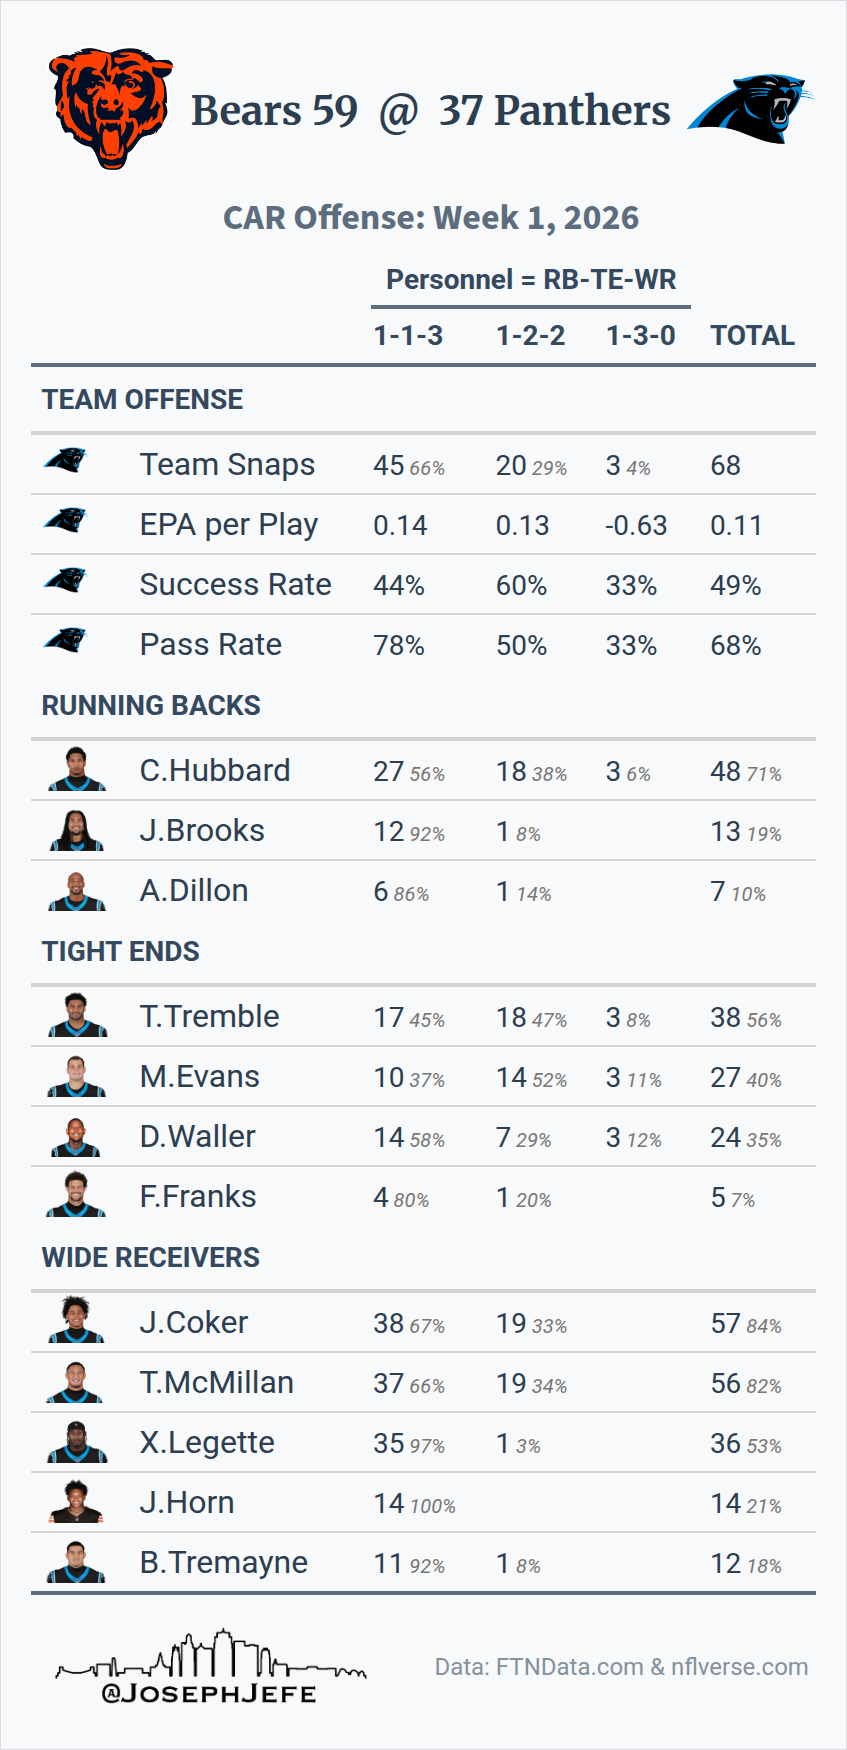 Bears 59 @ 37 Panthers
CAR Offense: Week 1, 2026
Personnel = RB-TE-WR
1-1-3 1-2-2 1-3-0 TOTAL
TEAM OFFENSE
Team Snaps 45 66% 20 29% 3 4% 68
EPA per Play 0.14 0.13 -0.63 0.11
Success Rate 44% 60% 33% 49%
Pass Rate 78% 50% 33% 68%
RUNNING BACKS
C.Hubbard 27 56% 18 38% 3 6% 48 71%
J.Brooks 12 92% 1 8% 13 19%
A.Dillon 6 86% 1 14% 7 10%
TIGHT ENDS
T.Tremble 17 45% 18 47% 3 8% 38 56%
M.Evans 10 37% 14 52% 3 11% 27 40%
D.Waller 14 58% 7 29% 3 12% 24 35%
F.Franks 4 80% 1 20% 5 7%
WIDE RECEIVERS
J.Coker 38 67% 19 33% 57 84%
T.McMillan 37 66% 19 34% 56 82%
X.Legette 35 97% 1 3% 36 53%
J.Horn 14 100% 14 21%
B.Tremayne 11 92% 1 8% 12 18%
@JOSEPHJEFE
Data: FTNData.com & nflverse.com